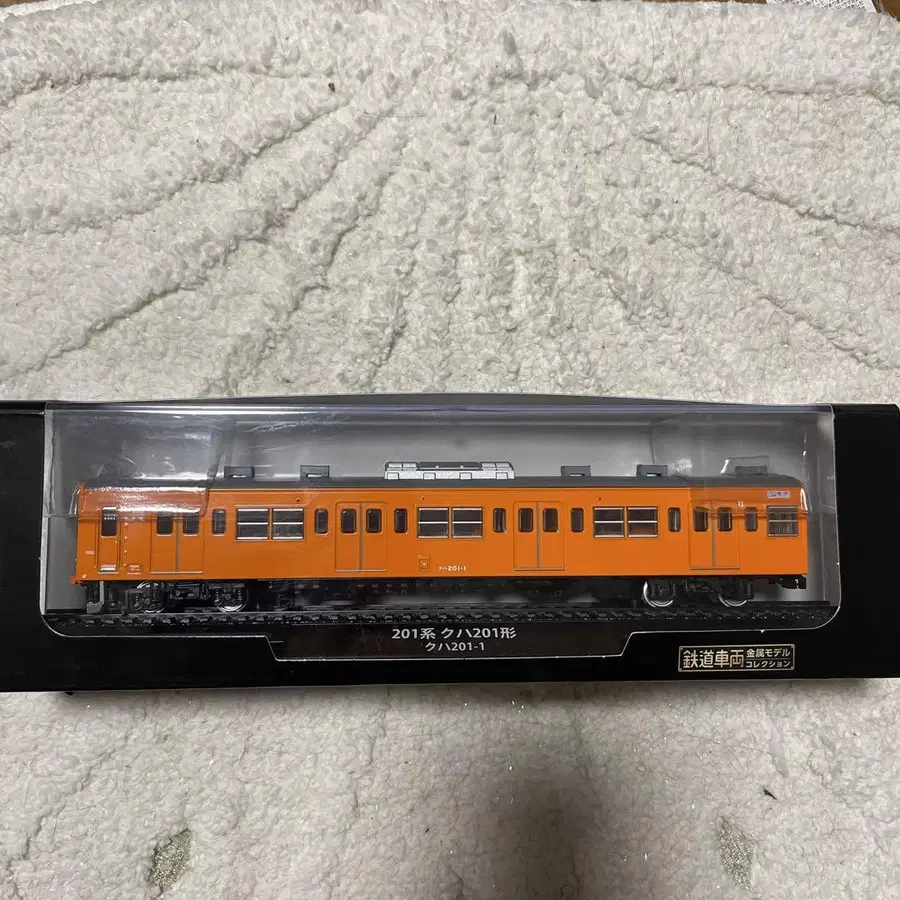 クハ201-1
201系 クハ201形
クハ201-1
鉄道車両 金属モデル
コレクション